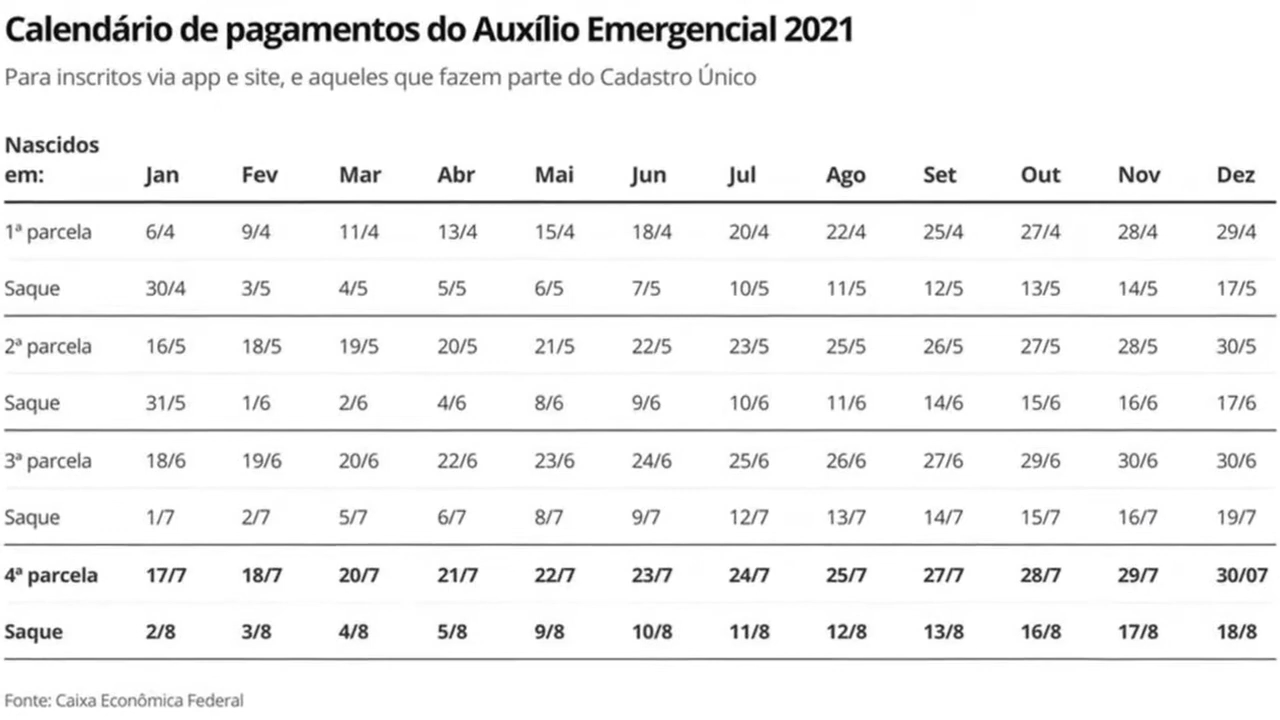 Calendário de pagamentos do Auxílio Emergencial 2021
Para inscritos via app e site, e aqueles que fazem parte do Cadastro Único
Nascidos
em: Jan Fev Mar Abr Mai Jun Jul Ago Set Out Nov Dez
1ª parcela 6/4 9/4 11/4 13/4 15/4 18/4 20/4 22/4 25/4 27/4 28/4 29/4
Saque 30/4 3/5 4/5 5/5 6/5 7/5 10/5 11/5 12/5 13/5 14/5 17/5
2ª parcela 16/5 18/5 19/5 20/5 21/5 22/5 23/5 25/5 26/5 27/5 28/5 30/5
Saque 31/5 1/6 2/6 4/6 8/6 9/6 10/6 11/6 14/6 15/6 16/6 17/6
3ª parcela 18/6 19/6 20/6 22/6 23/6 24/6 25/6 26/6 27/6 29/6 30/6 30/6
Saque 1/7 2/7 5/7 6/7 8/7 9/7 12/7 13/7 14/7 15/7 16/7 19/7
4ª parcela 17/7 18/7 20/7 21/7 22/7 23/7 24/7 25/7 27/7 28/7 29/7 30/07
Saque 2/8 3/8 4/8 5/8 9/8 10/8 11/8 12/8 13/8 16/8 17/8 18/8
Fonte: Caixa Econômica Federal